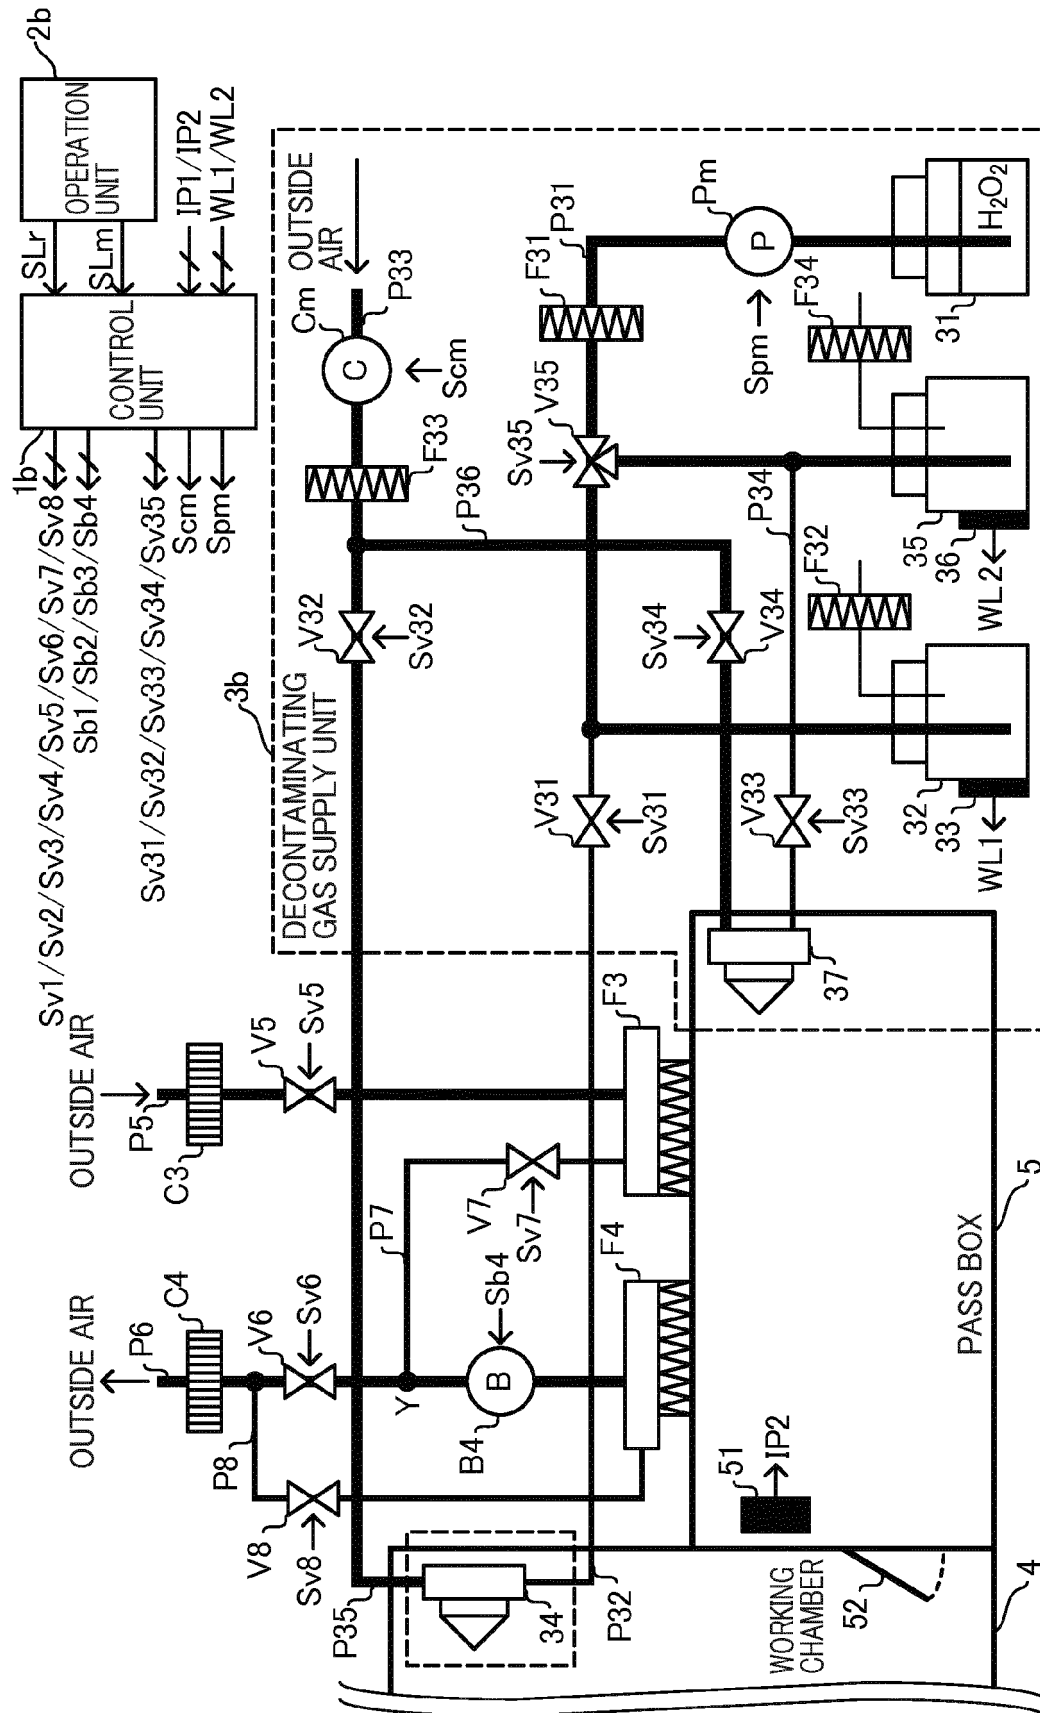 2b
OPERATION
UNIT
SLr
SLm
IP1/IP2
WL1/WL2
CONTROL
UNIT
1b
Sv1/Sv2/Sv3/Sv4/Sv5/Sv6/Sv7/Sv8
Sb1/Sb2/Sb3/Sb4
Sv31/Sv32/Sv33/Sv34/Sv35
Scm
Spm
3b
DECONTAMINATING
GAS SUPPLY UNIT
OUTSIDE
AIR
P33
Cm
C
Scm
F33
P36
V32
Sv32
P31
F31
V35
Sv35
Pm
P
Spm
F34
H₂O₂
31
P34
35
36
WL2
F32
Sv34
V34
V31
Sv31
V33
Sv33
32
33
WL1
37
OUTSIDE AIR
P5
C3
V5
Sv5
F3
V7
Sv7
P7
OUTSIDE AIR
P6
C4
V6
Sv6
Y
B
Sb4
B4
F4
P8
V8
Sv8
P35
34
P32
51
IP2
PASS BOX
5
WORKING
CHAMBER
52
4